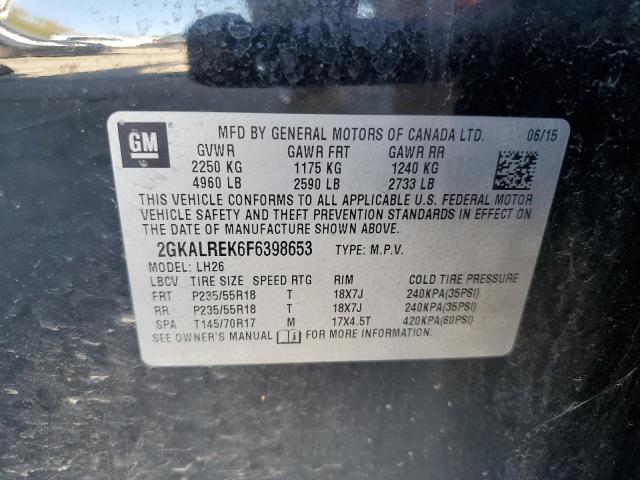 GM
MFD BY GENERAL MOTORS OF CANADA LTD. 06/15
GVWR GAWR FRT GAWR RR
2250 KG 1175 KG 1240 KG
4960 LB 2590 LB 2733 LB
THIS VEHICLE CONFORMS TO ALL APPLICABLE U.S. FEDERAL MOTOR
VEHICLE SAFETY AND THEFT PREVENTION STANDARDS IN EFFECT ON
THE DATE OF MANUFACTURE SHOWN ABOVE.
2GKALREK6F6398653 TYPE: M.P.V.
MODEL: LH26
LBCV TIRE SIZE SPEED RTG RIM COLD TIRE PRESSURE
FRT P235/55R18 T 18X7J 240KPA(35PSI)
RR P235/55R18 T 18X7J 240KPA(35PSI)
SPA T145/70R17 M 17X4.5T 420KPA(60PSI)
SEE OWNER'S MANUAL FOR MORE INFORMATION.